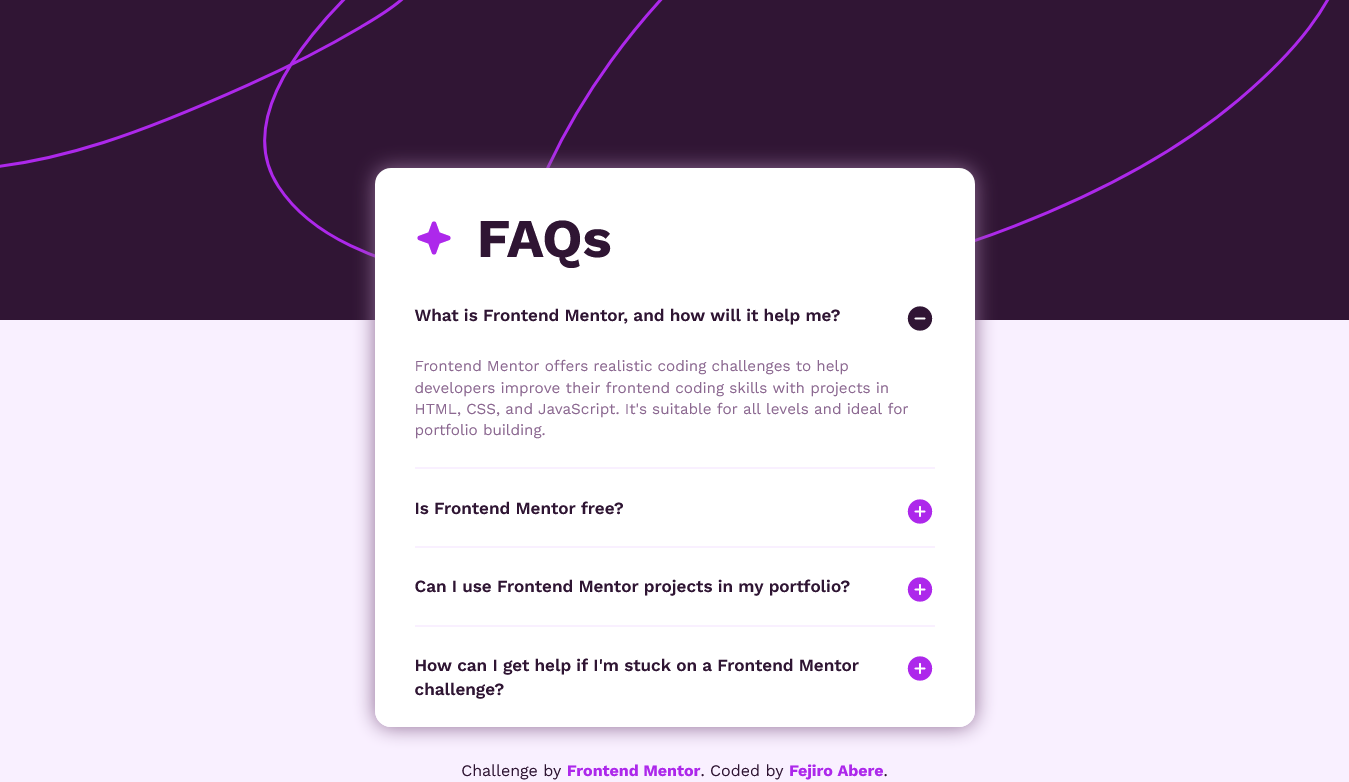 FAQs
What is Frontend Mentor, and how will it help me?
Frontend Mentor offers realistic coding challenges to help
developers improve their frontend coding skills with projects in
HTML, CSS, and JavaScript. It's suitable for all levels and ideal for
portfolio building.
Is Frontend Mentor free?
Can I use Frontend Mentor projects in my portfolio?
How can I get help if I'm stuck on a Frontend Mentor
challenge?
Challenge by Frontend Mentor. Coded by Fejiro Abere.